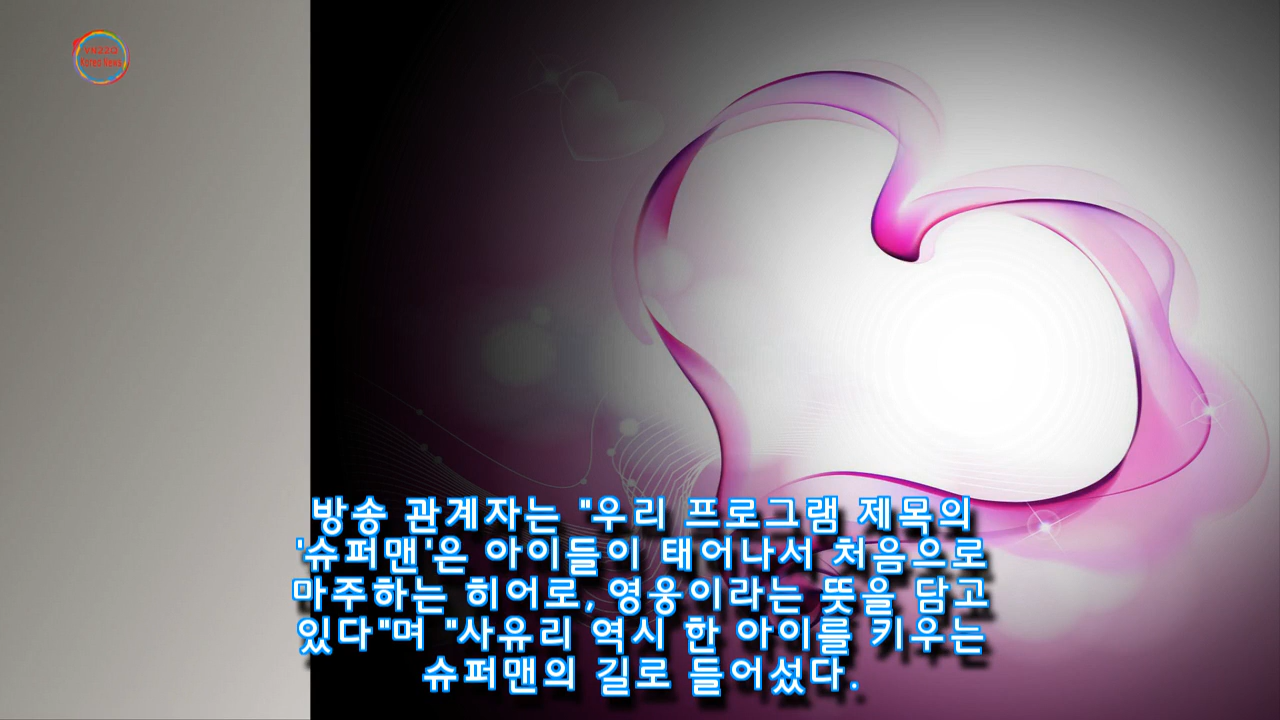 VN22Q
Korea News
방송 관계자는 "우리 프로그램 제목의
'슈퍼맨'은 아이들이 태어나서 처음으로
마주하는 히어로, 영웅이라는 뜻을 담고
있다"며 "사유리 역시 한 아이를 키우는
슈퍼맨의 길로 들어섰다.